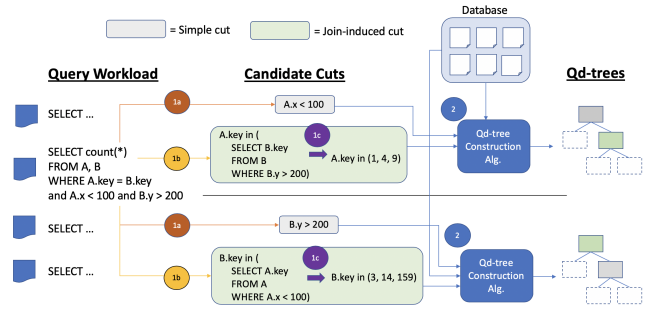 Database
= Simple cut
= Join-induced cut
Query Workload
Candidate Cuts
Qd-trees
SELECT ...
1a
A.x < 100
2
SELECT count(*)
FROM A, B
WHERE A.key = B.key
and A.x < 100 and B.y > 200
1b
A.key in (
SELECT B.key
FROM B
WHERE B.y > 200)
1c
A.key in (1, 4, 9)
Qd-tree
Construction
Alg.
SELECT ...
1a
B.y > 200
2
SELECT ...
1b
B.key in (
SELECT A.key
FROM A
WHERE A.x < 100)
1c
B.key in (3, 14, 159)
Qd-tree
Construction
Alg.